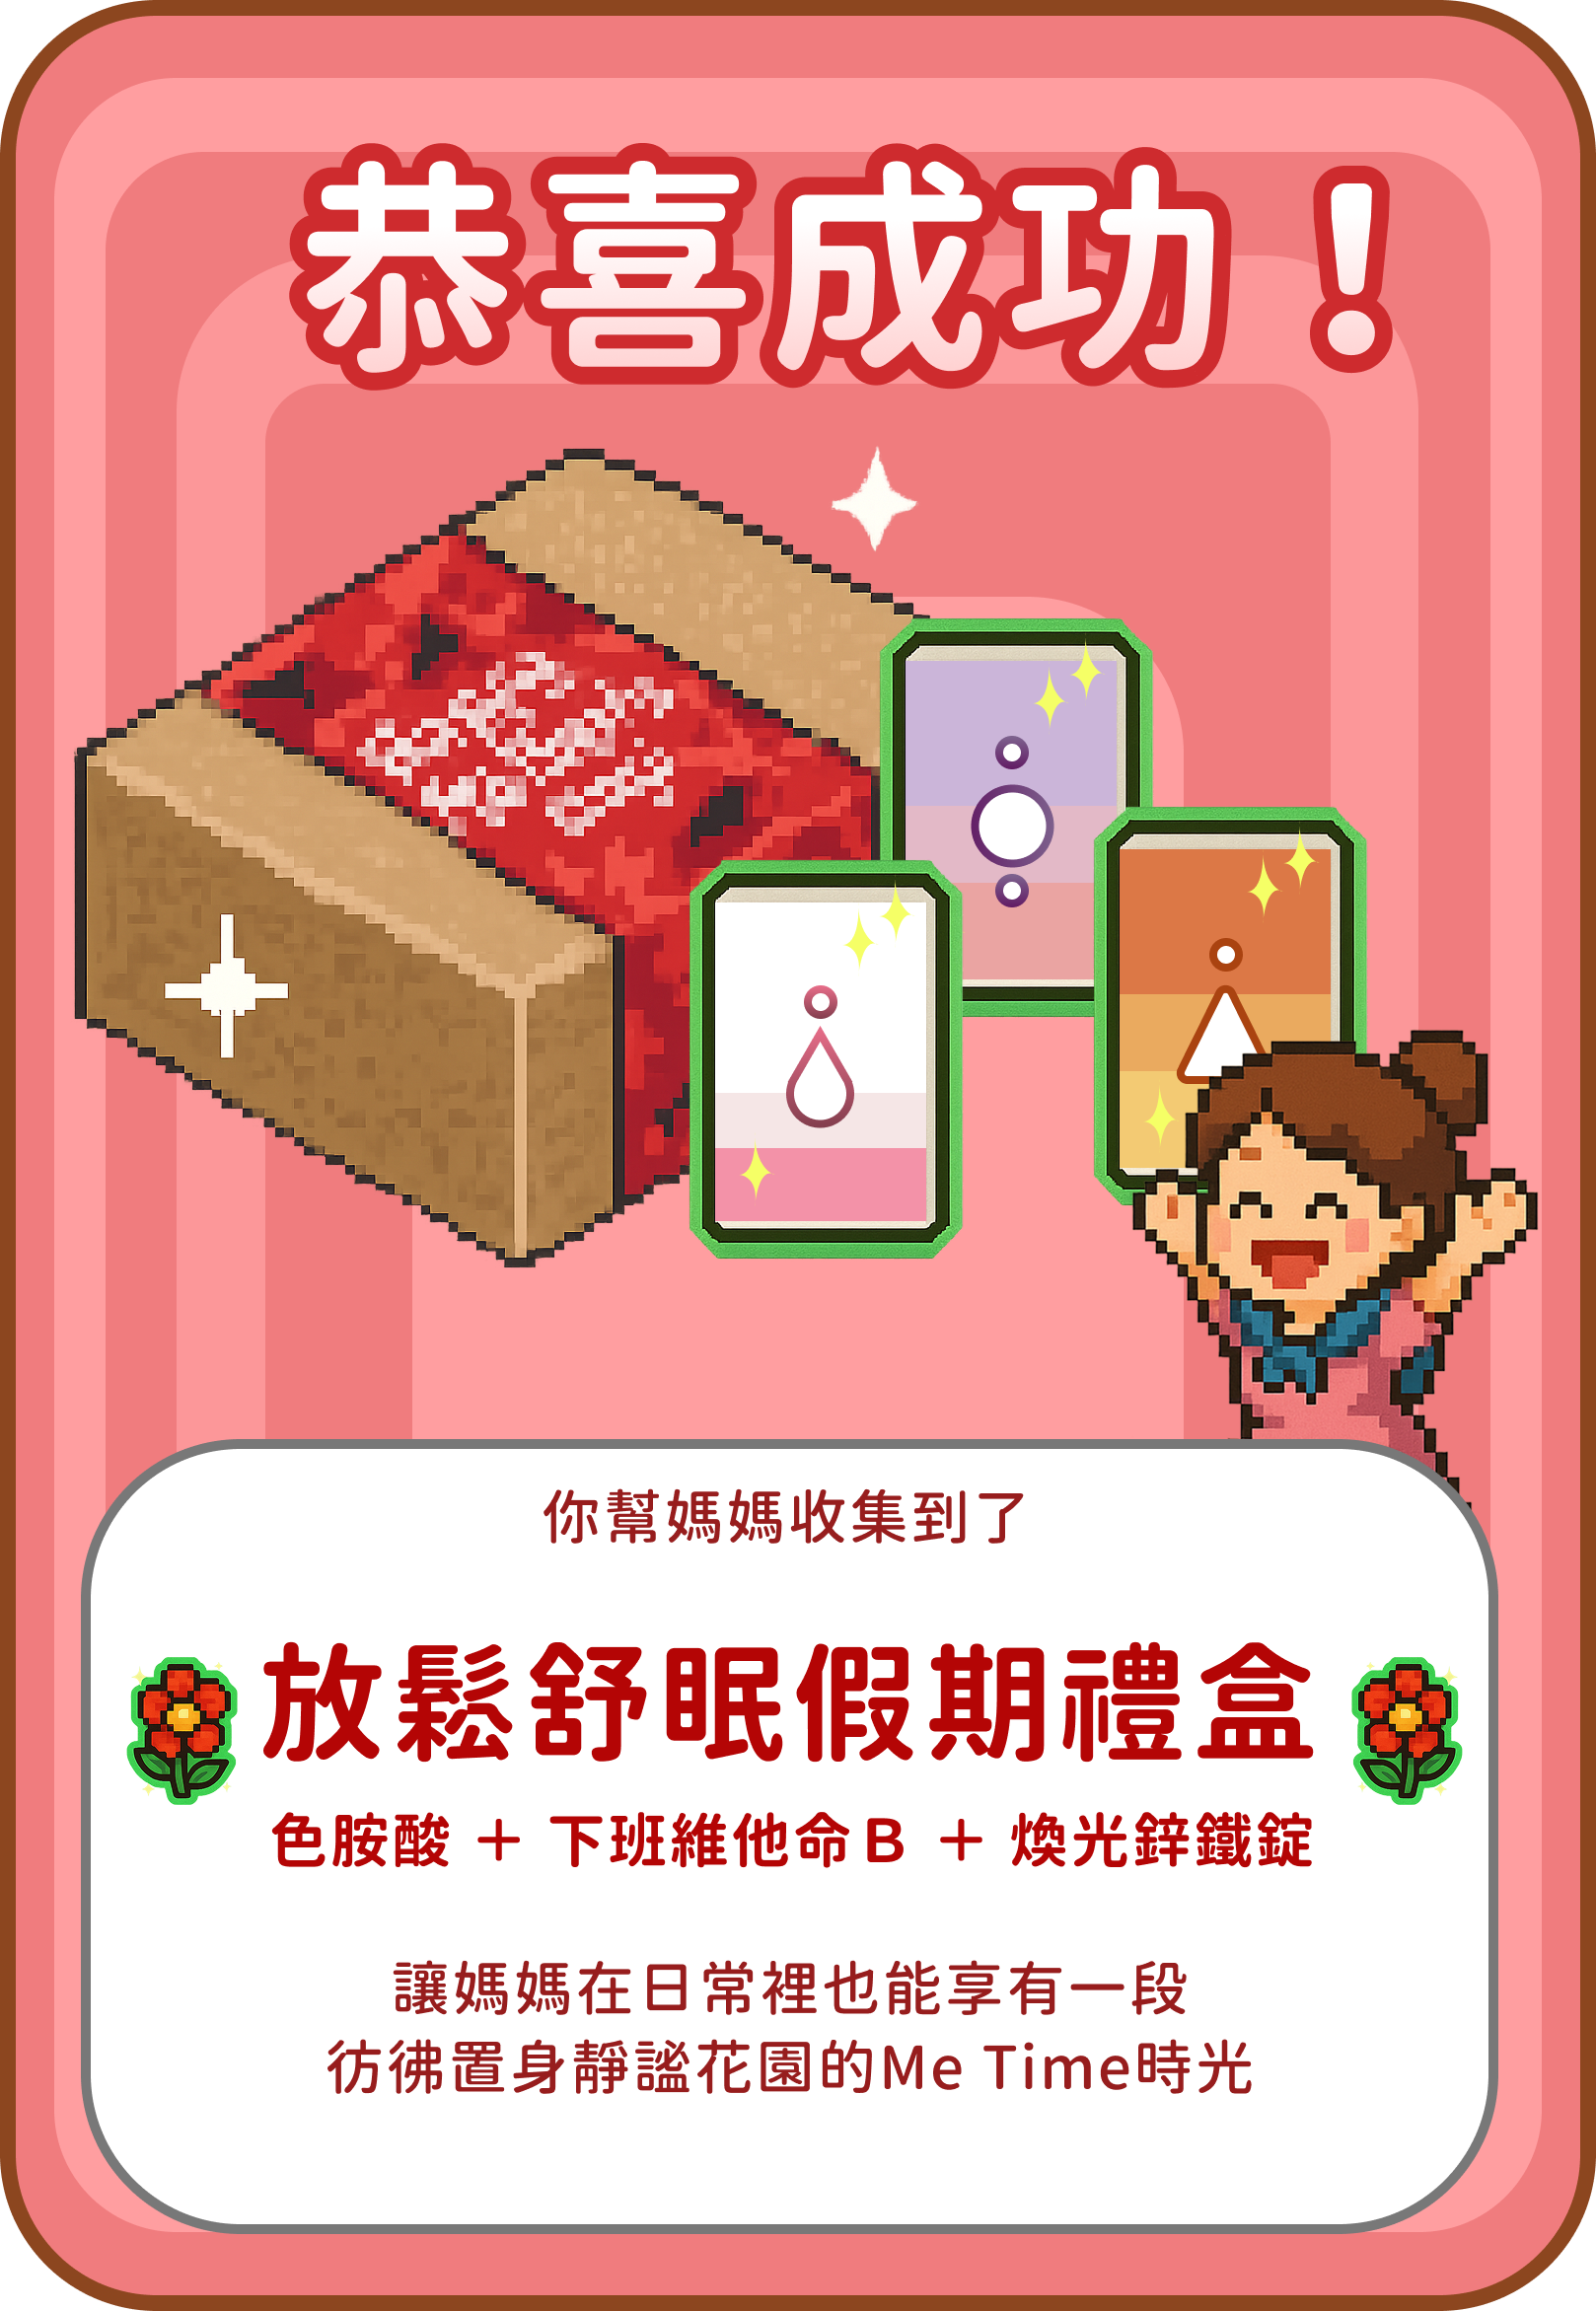 恭喜成功！
你幫媽媽收集到了
放鬆舒眠假期禮盒
色胺酸 + 下班維他命B + 煥光鋅鐵錠
讓媽媽在日常裡也能享有一段
彷彿置身靜謐花園的Me Time時光